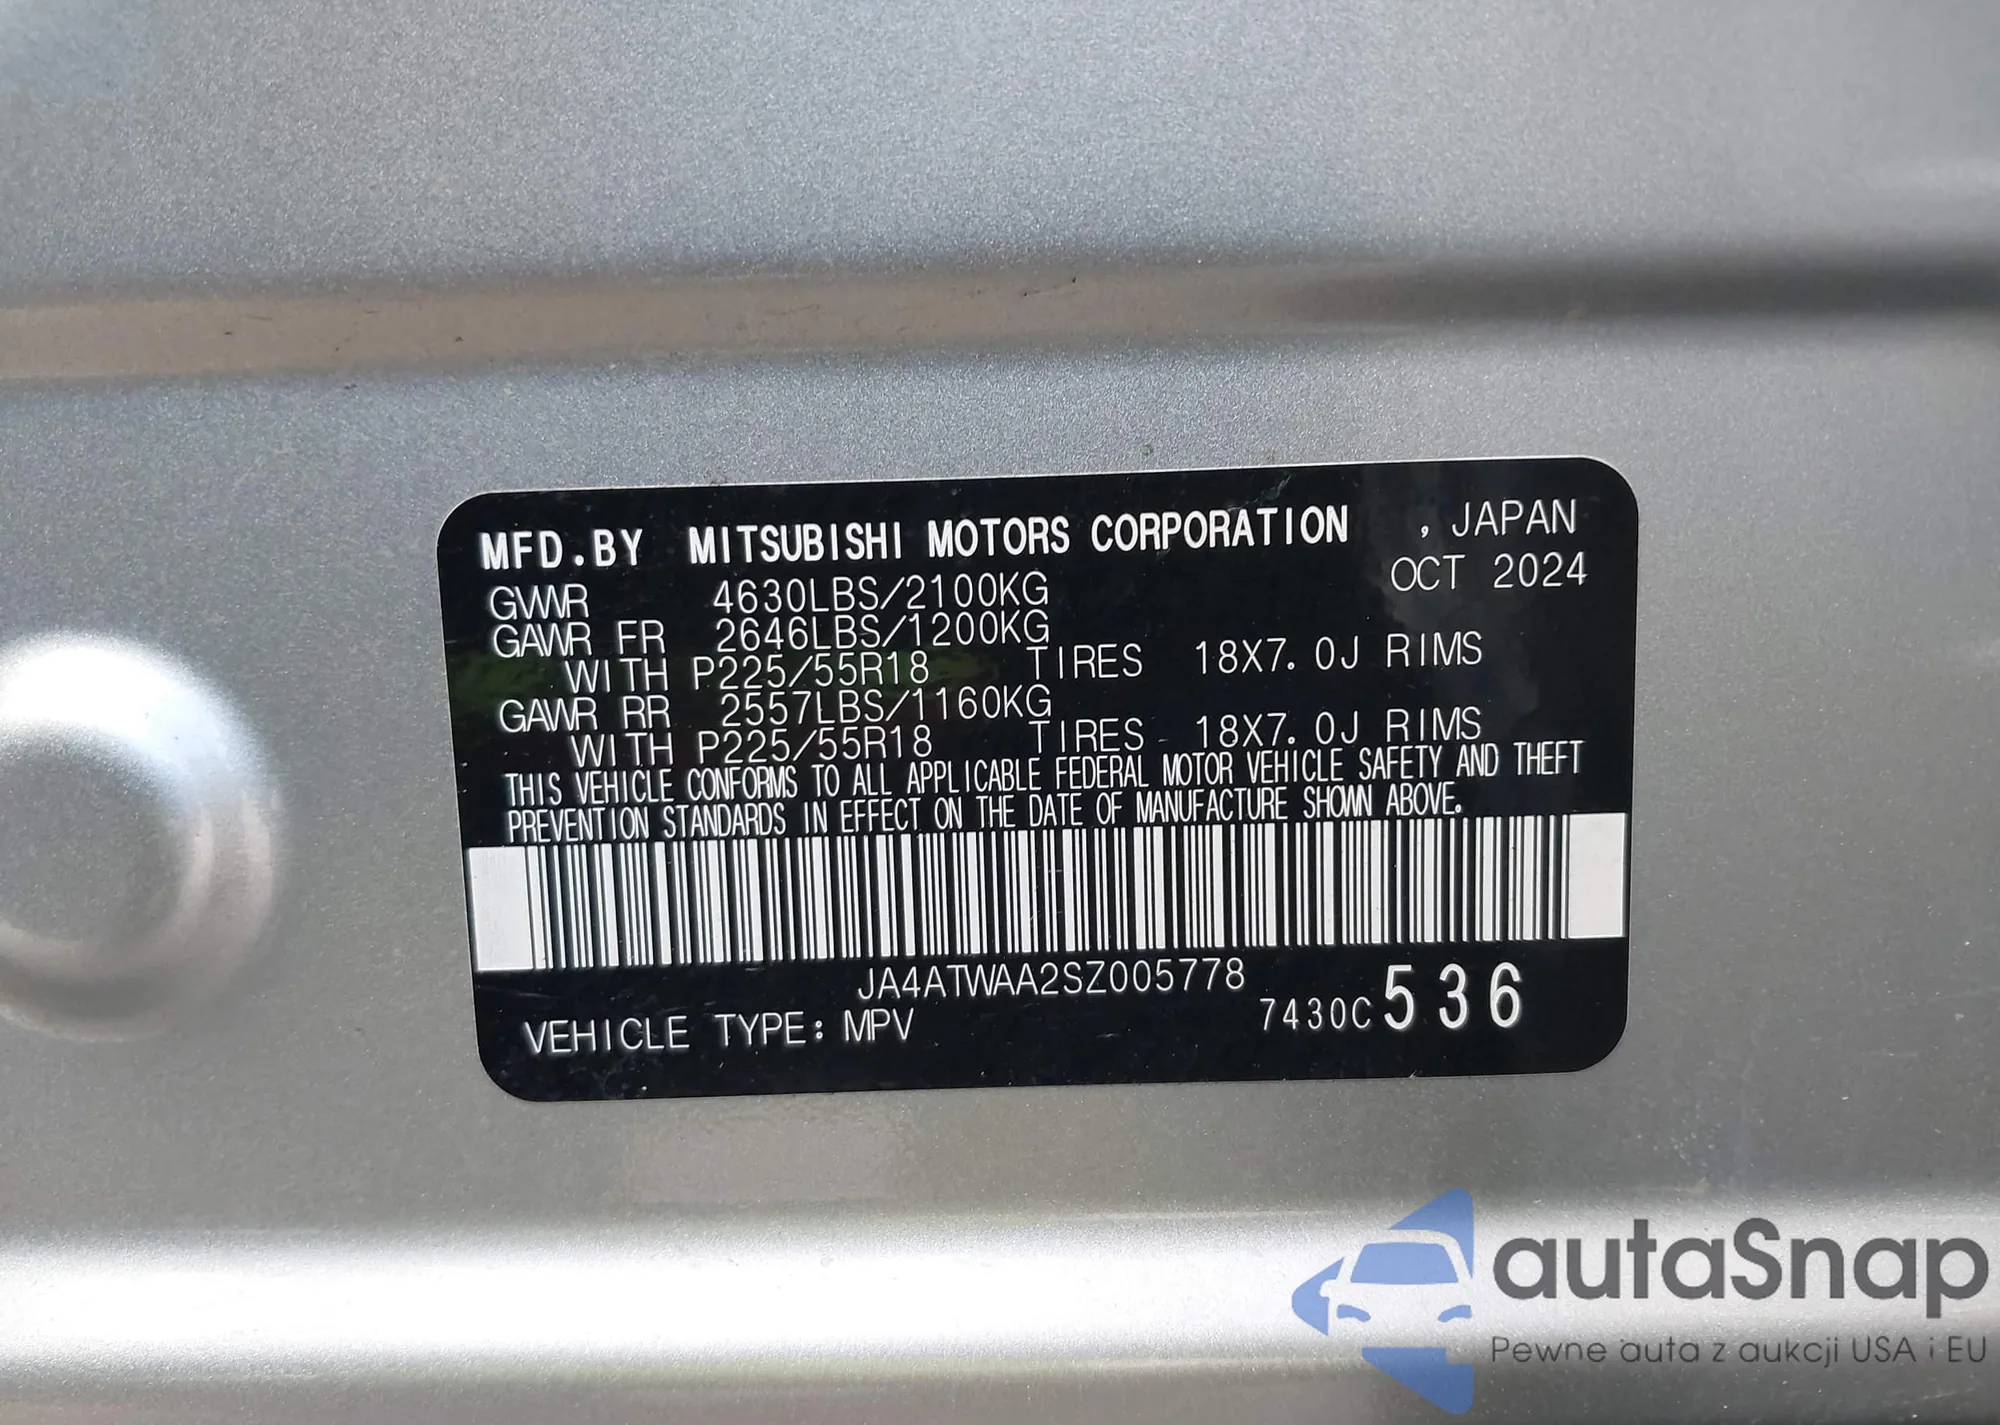 MFD.BY MITSUBISHI MOTORS CORPORATION , JAPAN
OCT 2024
GVWR 4630LBS/2100KG
GAWR FR 2646LBS/1200KG
WITH P225/55R18 TIRES 18X7.0J RIMS
GAWR RR 2557LBS/1160KG
WITH P225/55R18 TIRES 18X7.0J RIMS
THIS VEHICLE CONFORMS TO ALL APPLICABLE FEDERAL MOTOR VEHICLE SAFETY AND THEFT
PREVENTION STANDARDS IN EFFECT ON THE DATE OF MANUFACTURE SHOWN ABOVE.
JA4ATWAA2SZ005778
7430C 536
VEHICLE TYPE: MPV
autaSnap
Pewne auta z aukcji USA i EU